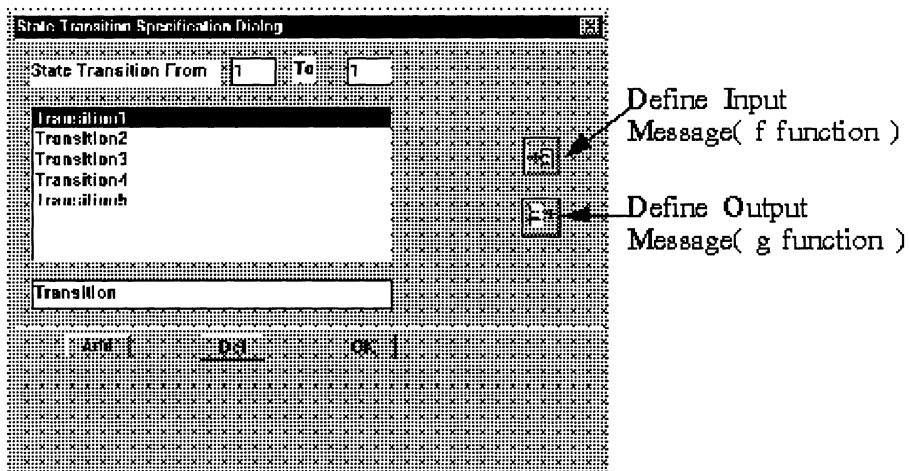 State Transition Specification Dialog
State Transition From 1 To 1
Transition1
Transition2
Transition3
Transition4
Transition5
Transition
Add Del OK
Define Input
Message( f function )
Define Output
Message( g function )